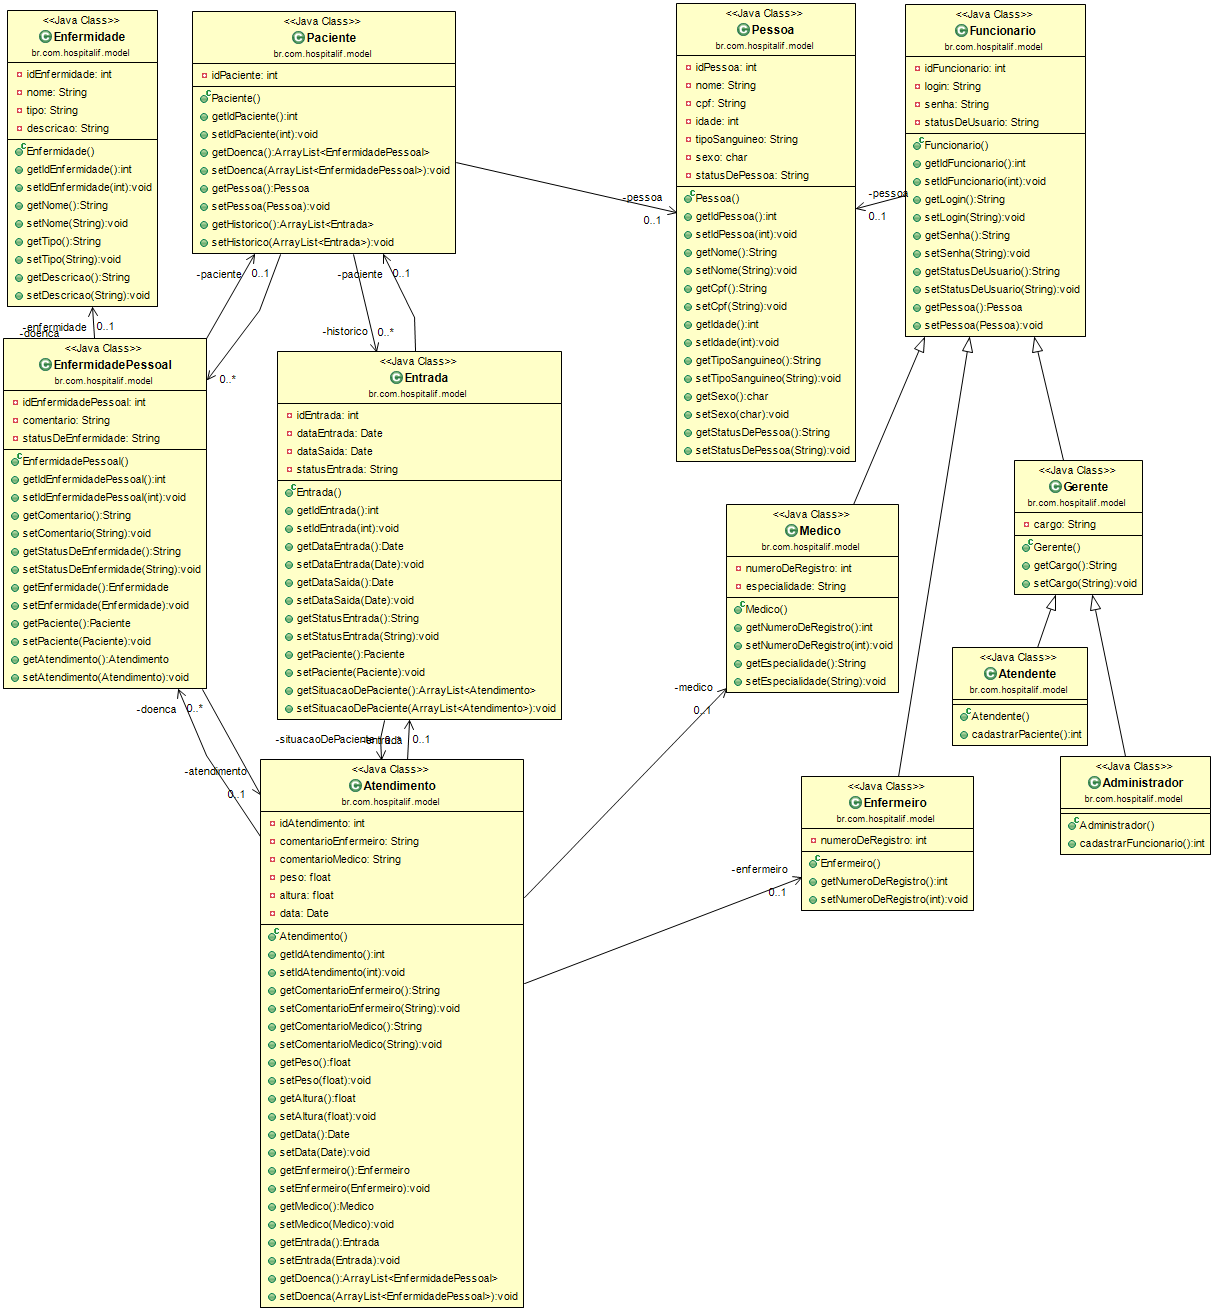 <<Java Class>>
Enfermidade
br.com.hospitalif.model
idEnfermidade: int
nome: String
tipo: String
descricao: String
Enfermidade()
getIdEnfermidade():int
setIdEnfermidade(int):void
getNome():String
setNome(String):void
getTipo():String
setTipo(String):void
getDescricao():String
setDescricao(String):void
<<Java Class>>
Paciente
br.com.hospitalif.model
idPaciente: int
Paciente()
getIdPaciente():int
setIdPaciente(int):void
getDoenca():ArrayList<EnfermidadePessoal>
setDoenca(ArrayList<EnfermidadePessoal>):void
getPessoa():Pessoa
setPessoa(Pessoa):void
getHistorico():ArrayList<Entrada>
setHistorico(ArrayList<Entrada>):void
<<Java Class>>
Pessoa
br.com.hospitalif.model
idPessoa: int
nome: String
cpf: String
idade: int
tipoSanguineo: String
sexo: char
statusDePessoa: String
Pessoa()
getIdPessoa():int
setIdPessoa(int):void
getNome():String
setNome(String):void
getCpf():String
setCpf(String):void
getIdade():int
setIdade(int):void
getTipoSanguineo():String
setTipoSanguineo(String):void
getSexo():char
setSexo(char):void
getStatusDePessoa():String
setStatusDePessoa(String):void
<<Java Class>>
Funcionario
br.com.hospitalif.model
idFuncionario: int
login: String
senha: String
statusDeUsuario: String
Funcionario()
getIdFuncionario():int
setIdFuncionario(int):void
getLogin():String
setLogin(String):void
getSenha():String
setSenha(String):void
getStatusDeUsuario():String
setStatusDeUsuario(String):void
getPessoa():Pessoa
setPessoa(Pessoa):void
-pessoa
0..1
-pessoa
0..1
-paciente
0..1
-paciente
0..1
-enfermidade
0..1
-doenca
0..*
-historico
0..*
<<Java Class>>
EnfermidadePessoal
br.com.hospitalif.model
idEnfermidadePessoal: int
comentario: String
statusDeEnfermidade: String
EnfermidadePessoal()
getIdEnfermidadePessoal():int
setIdEnfermidadePessoal(int):void
getComentario():String
setComentario(String):void
getStatusDeEnfermidade():String
setStatusDeEnfermidade(String):void
getEnfermidade():Enfermidade
setEnfermidade(Enfermidade):void
getPaciente():Paciente
setPaciente(Paciente):void
getAtendimento():Atendimento
setAtendimento(Atendimento):void
<<Java Class>>
Entrada
br.com.hospitalif.model
idEntrada: int
dataEntrada: Date
dataSaida: Date
statusEntrada: String
Entrada()
getIdEntrada():int
setIdEntrada(int):void
getDataEntrada():Date
setDataEntrada(Date):void
getDataSaida():Date
setDataSaida(Date):void
getStatusEntrada():String
setStatusEntrada(String):void
getPaciente():Paciente
setPaciente(Paciente):void
getSituacaoDePaciente():ArrayList<Atendimento>
setSituacaoDePaciente(ArrayList<Atendimento>):void
<<Java Class>>
Gerente
br.com.hospitalif.model
cargo: String
Gerente()
getCargo():String
setCargo(String):void
<<Java Class>>
Medico
br.com.hospitalif.model
numeroDeRegistro: int
especialidade: String
Medico()
getNumeroDeRegistro():int
setNumeroDeRegistro(int):void
getEspecialidade():String
setEspecialidade(String):void
<<Java Class>>
Atendente
br.com.hospitalif.model
Atendente()
cadastrarPaciente():int
<<Java Class>>
Administrador
br.com.hospitalif.model
Administrador()
cadastrarFuncionario():int
<<Java Class>>
Enfermeiro
br.com.hospitalif.model
numeroDeRegistro: int
Enfermeiro()
getNumeroDeRegistro():int
setNumeroDeRegistro(int):void
-medico
0..1
-enfermeiro
0..1
-doenca
0..*
-atendimento
0..1
-situacaoDePaciente
0..*
-entrada
0..1
<<Java Class>>
Atendimento
br.com.hospitalif.model
idAtendimento: int
comentarioEnfermeiro: String
comentarioMedico: String
peso: float
altura: float
data: Date
Atendimento()
getIdAtendimento():int
setIdAtendimento(int):void
getComentarioEnfermeiro():String
setComentarioEnfermeiro(String):void
getComentarioMedico():String
setComentarioMedico(String):void
getPeso():float
setPeso(float):void
getAltura():float
setAltura(float):void
getData():Date
setData(Date):void
getEnfermeiro():Enfermeiro
setEnfermeiro(Enfermeiro):void
getMedico():Medico
setMedico(Medico):void
getEntrada():Entrada
setEntrada(Entrada):void
getDoenca():ArrayList<EnfermidadePessoal>
setDoenca(ArrayList<EnfermidadePessoal>):void